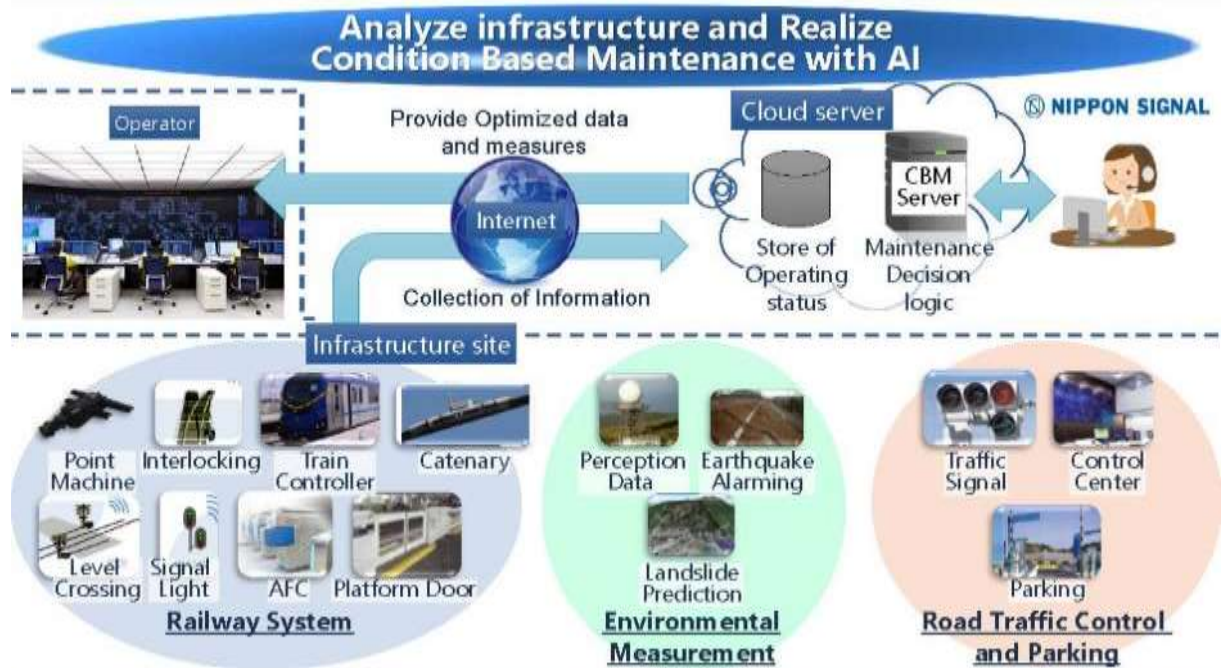 Analyze infrastructure and Realize
Condition Based Maintenance with AI
Operator
Provide Optimized data
and measures
Internet
Collection of Information
Cloud server
CBM
Server
Store of
Operating
status
Maintenance
Decision
logic
NIPPON SIGNAL
Infrastructure site
Point
Machine
Interlocking
Train
Controller
Catenary
Level
Crossing
Signal
Light
AFC
Platform Door
Railway System
Perception
Data
Earthquake
Alarming
Landslide
Prediction
Environmental
Measurement
Traffic
Signal
Control
Center
Parking
Road Traffic Control
and Parking